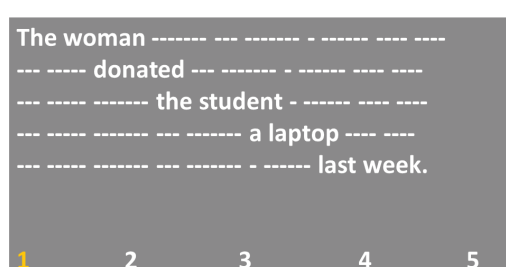 The woman ------- --- ------- - ------ ---- ----
--- ----- donated --- ------- - ------ ---- ----
--- ----- ------- the student - ------ ---- ----
--- ----- ------- --- ------- a laptop ---- ----
--- ----- ------- --- ------- - ------ last week.
1 2 3 4 5